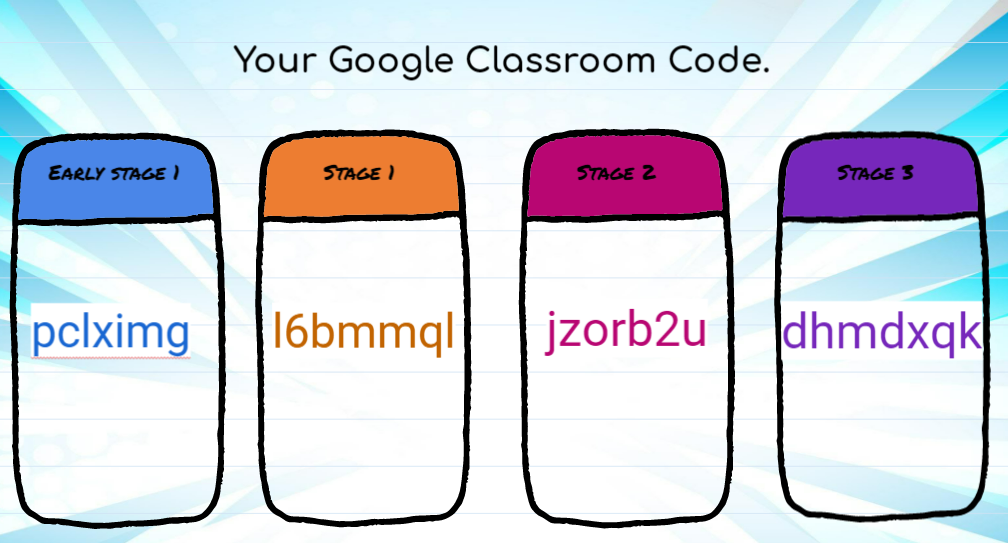 Your Google Classroom Code.
Early stage 1
Stage 1
Stage 2
Stage 3
pclximg
l6bmmql
jzorb2u
dhmdxqk